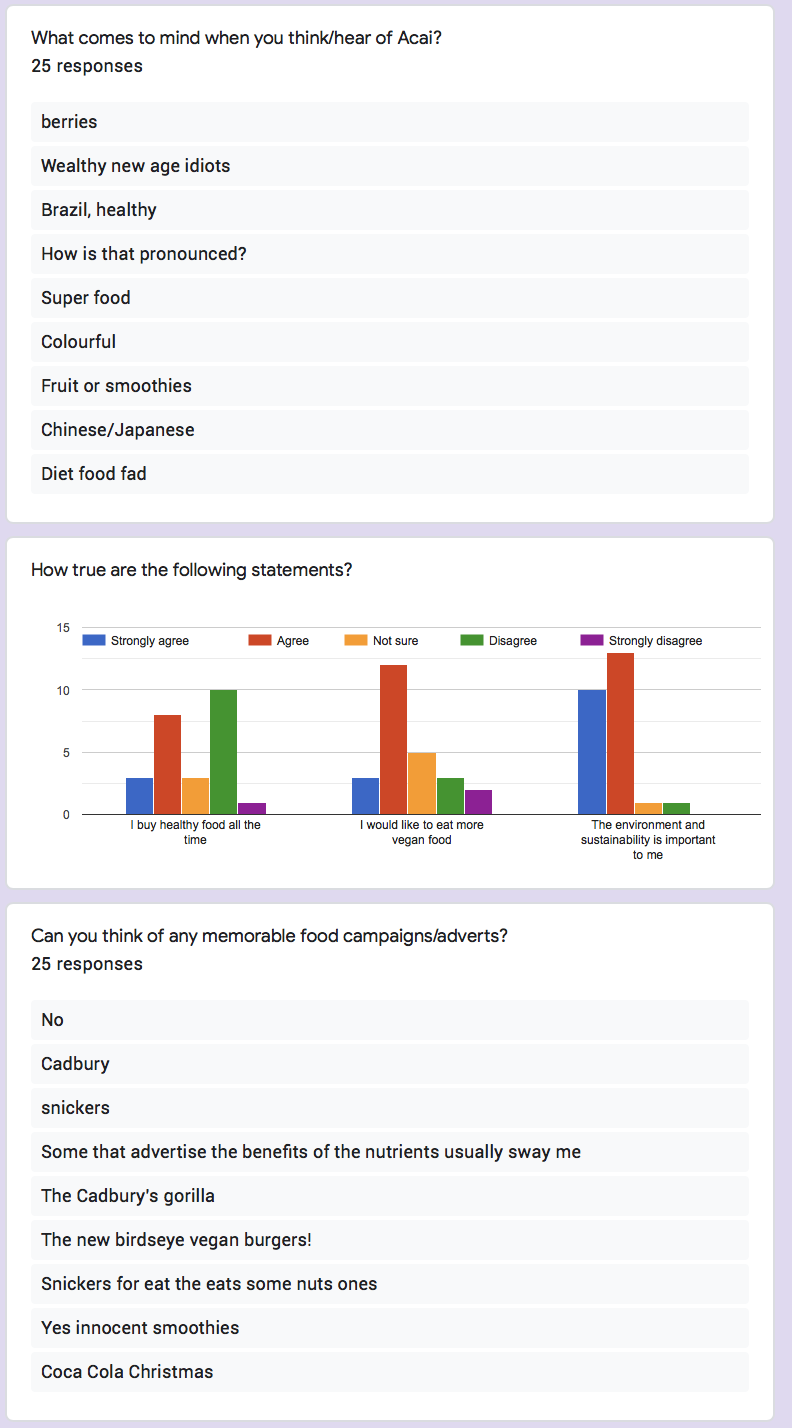 What comes to mind when you think/hear of Acai?
25 responses
berries
Wealthy new age idiots
Brazil, healthy
How is that pronounced?
Super food
Colourful
Fruit or smoothies
Chinese/Japanese
Diet food fad
How true are the following statements?
15
Strongly agree Agree Not sure Disagree Strongly disagree
10
5
0
I buy healthy food all the
time
I would like to eat more
vegan food
The environment and
sustainability is important
to me
Can you think of any memorable food campaigns/adverts?
25 responses
No
Cadbury
snickers
Some that advertise the benefits of the nutrients usually sway me
The Cadbury's gorilla
The new birdseye vegan burgers!
Snickers for eat the eats some nuts ones
Yes innocent smoothies
Coca Cola Christmas